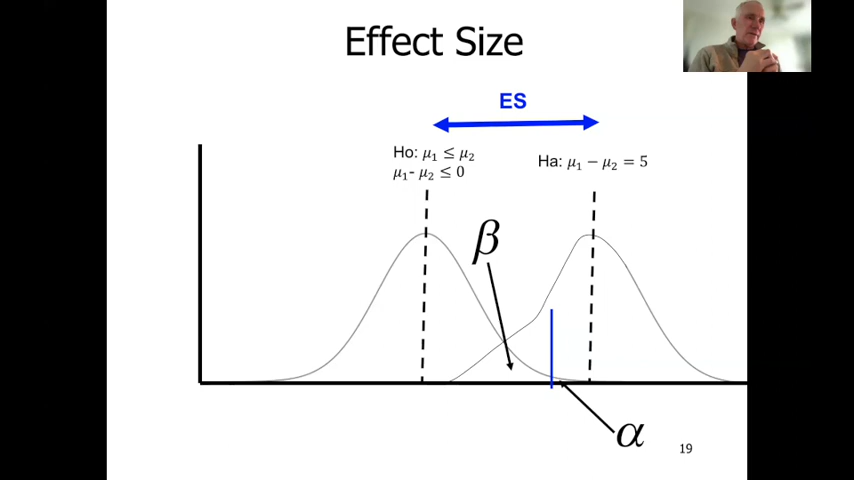 Effect Size
ES
Ho: μ₁ ≤ μ₂
μ₁- μ₂ ≤ 0
Ha: μ₁ − μ₂ = 5
β
α
19